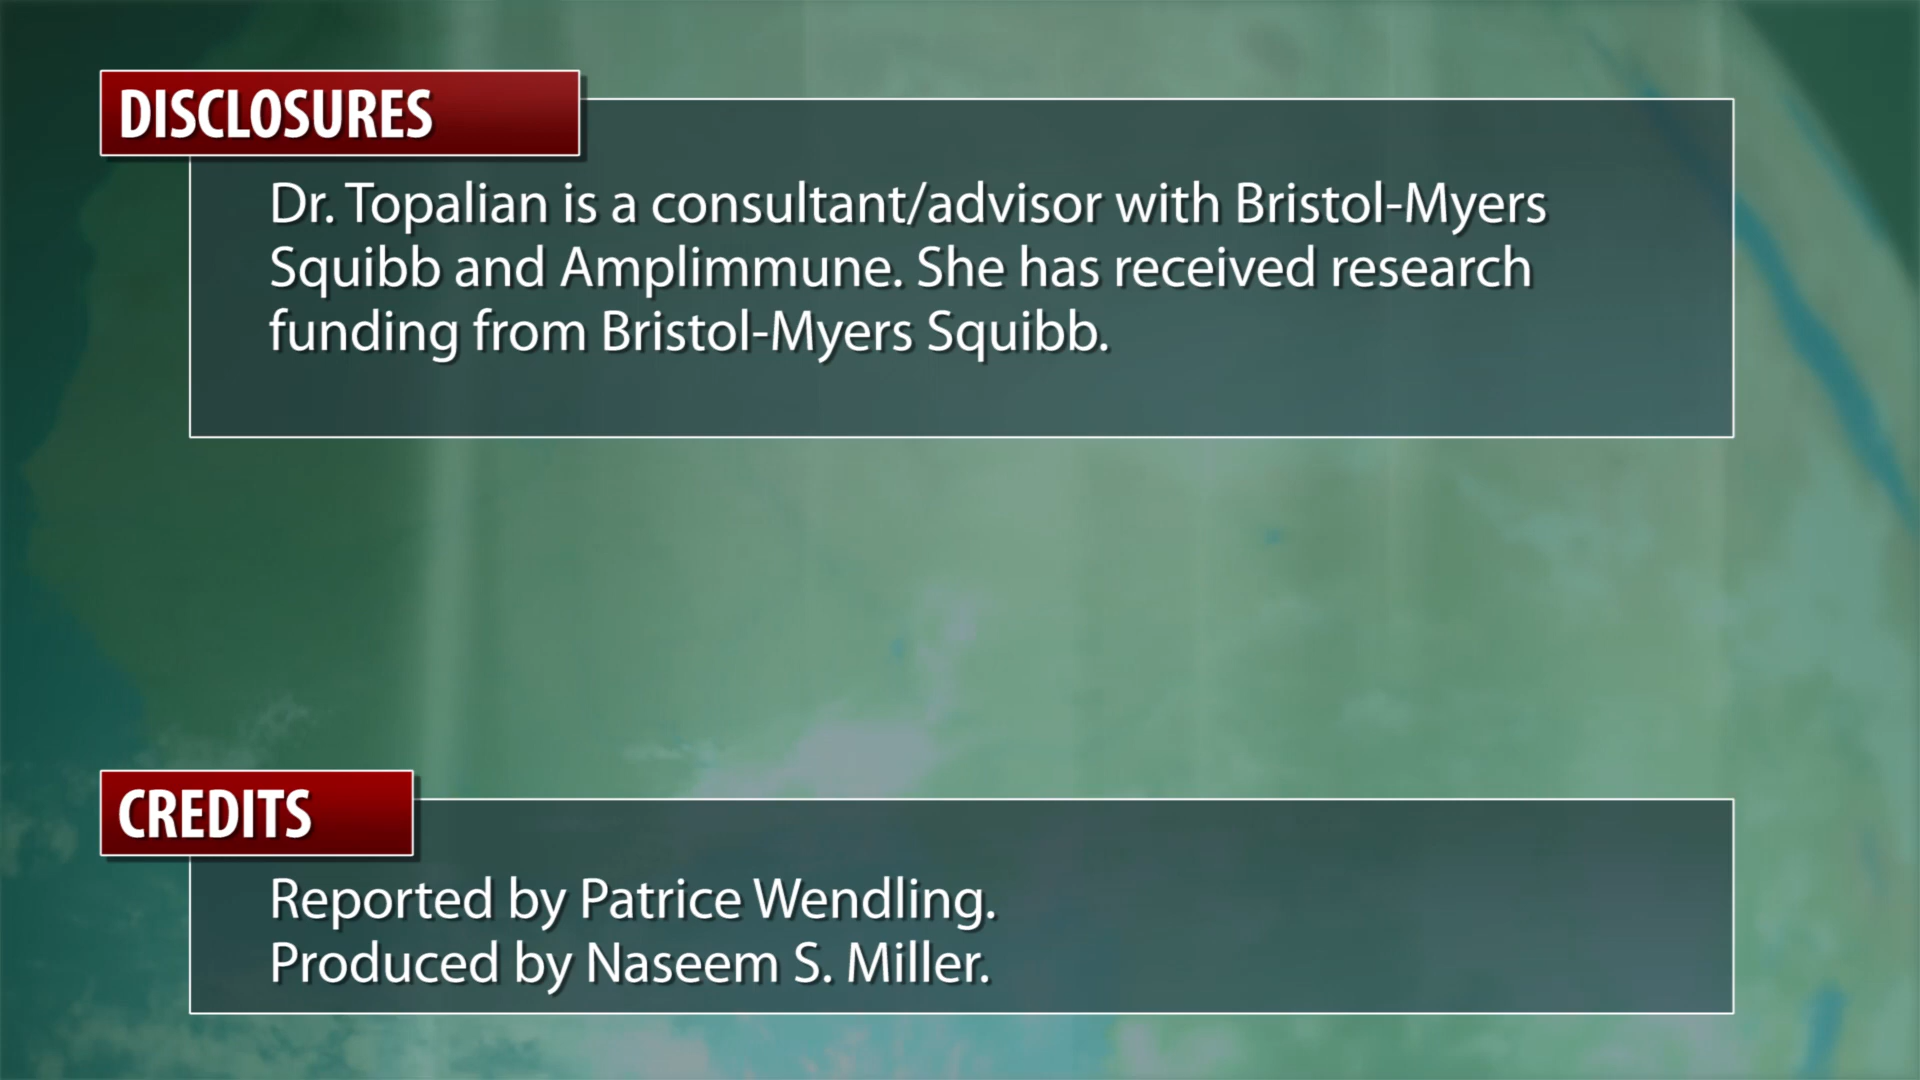 DISCLOSURES
Dr. Topalian is a consultant/advisor with Bristol-Myers
Squibb and Amplimmune. She has received research
funding from Bristol-Myers Squibb.
CREDITS
Reported by Patrice Wendling.
Produced by Naseem S. Miller.